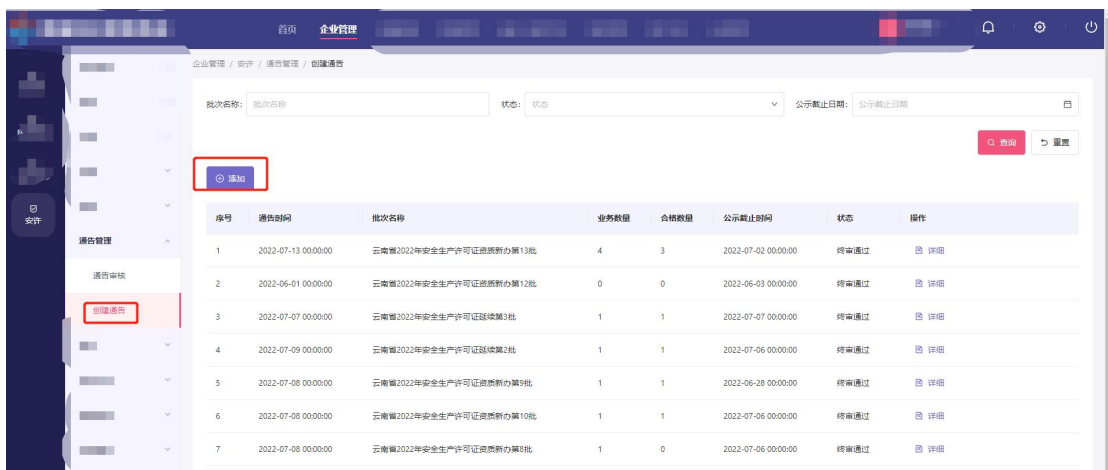 首页 企业管理
企业管理 / 安许 / 通告管理 / 创建通告
批次名称: 批次名称 状态: 状态 公示截止日期: 公示截止日期
查询 重置
添加
安许
通告管理
通告审核
创建通告
序号 通告时间 批次名称 业务数量 合格数量 公示截止时间 状态 操作
1 2022-07-13 00:00:00 云南省2022年安全生产许可证资质新办第13批 4 3 2022-07-02 00:00:00 终审通过 详细
2 2022-06-01 00:00:00 云南省2022年安全生产许可证资质新办第12批 0 0 2022-06-03 00:00:00 终审通过 详细
3 2022-07-07 00:00:00 云南省2022年安全生产许可证延续第3批 1 1 2022-07-07 00:00:00 终审通过 详细
4 2022-07-09 00:00:00 云南省2022年安全生产许可证延续第2批 1 1 2022-07-06 00:00:00 终审通过 详细
5 2022-07-08 00:00:00 云南省2022年安全生产许可证资质新办第9批 1 1 2022-06-28 00:00:00 终审通过 详细
6 2022-07-08 00:00:00 云南省2022年安全生产许可证资质新办第10批 1 1 2022-07-06 00:00:00 终审通过 详细
7 2022-07-08 00:00:00 云南省2022年安全生产许可证资质新办第8批 1 0 2022-07-06 00:00:00 终审通过 详细